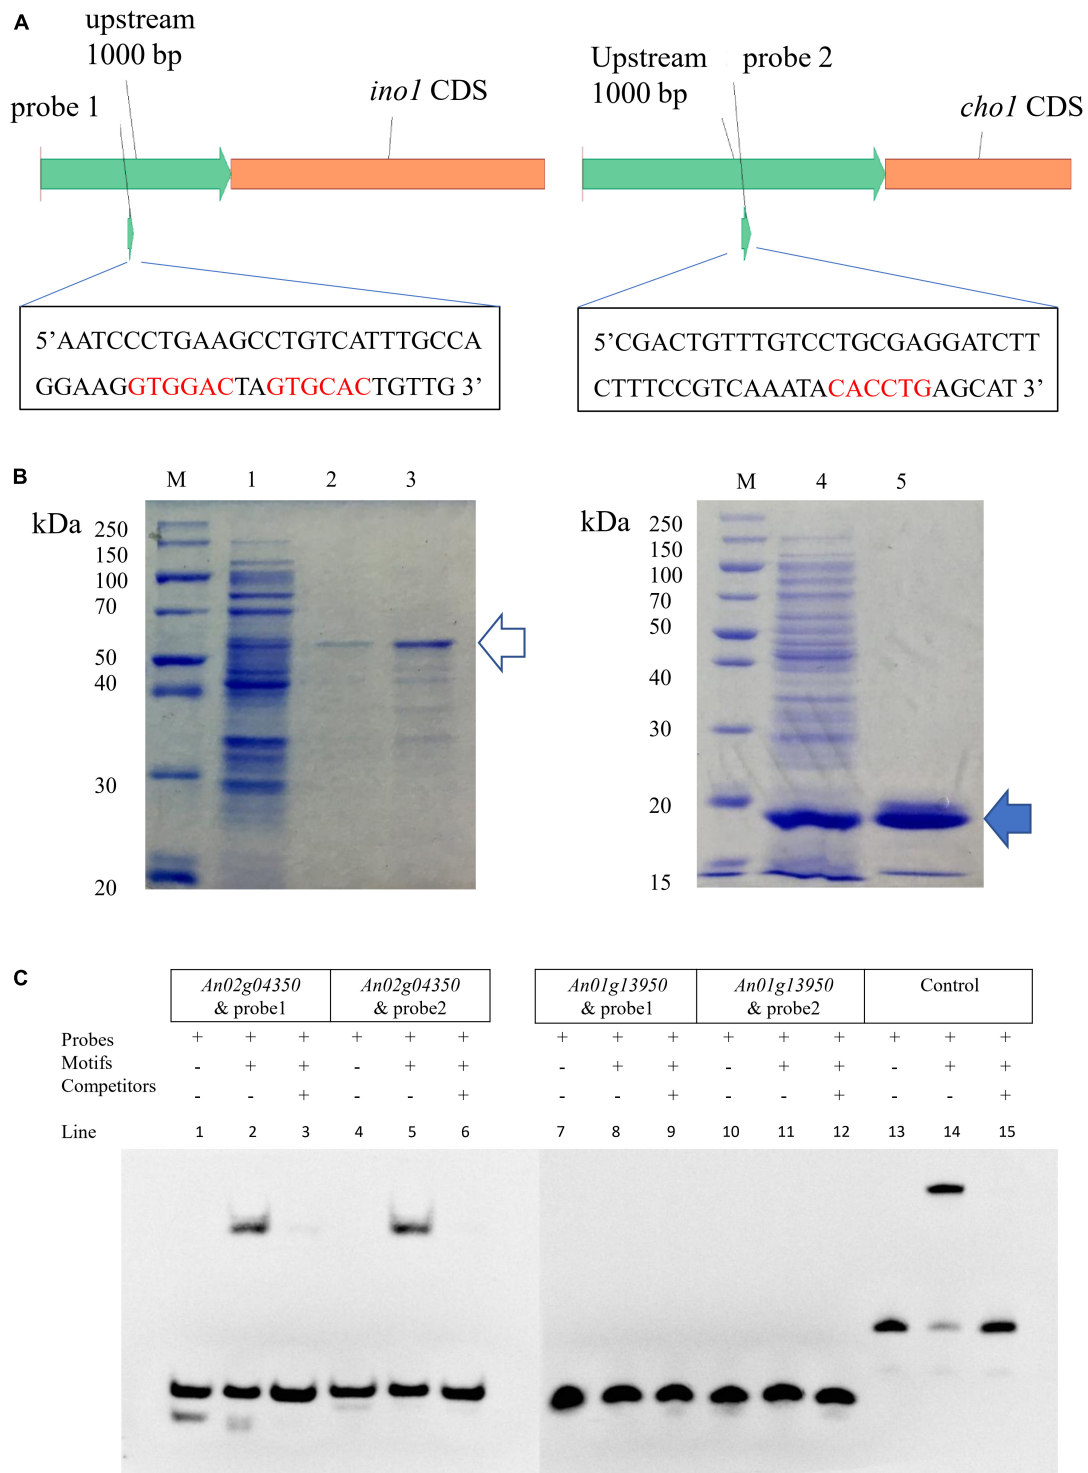 A
upstream
1000 bp
probe 1
ino1 CDS
Upstream
1000 bp
probe 2
cho1 CDS
5’AATCCCTGAAGCCTGTCATTTGCCA
GGAAGGTGGACTAGTGCACTGTTG 3’
5’CGACTGTTTGTCCTGCGAGGATCTT
CTTTCCGTCAAATACACCTGAGCAT 3’
B
M 1 2 3
kDa
250
150
100
70
50
40
30
20
M 4 5
kDa
250
150
100
70
50
40
30
20
15
C
An02g04350
& probe1
An02g04350
& probe2
An01g13950
& probe1
An01g13950
& probe2
Control
Probes + + + + + + + + + + + + + + +
Motifs - + + - + + - + + - + + - + +
Competitors - - + - - + - - + - - + - - +
Line 1 2 3 4 5 6 7 8 9 10 11 12 13 14 15